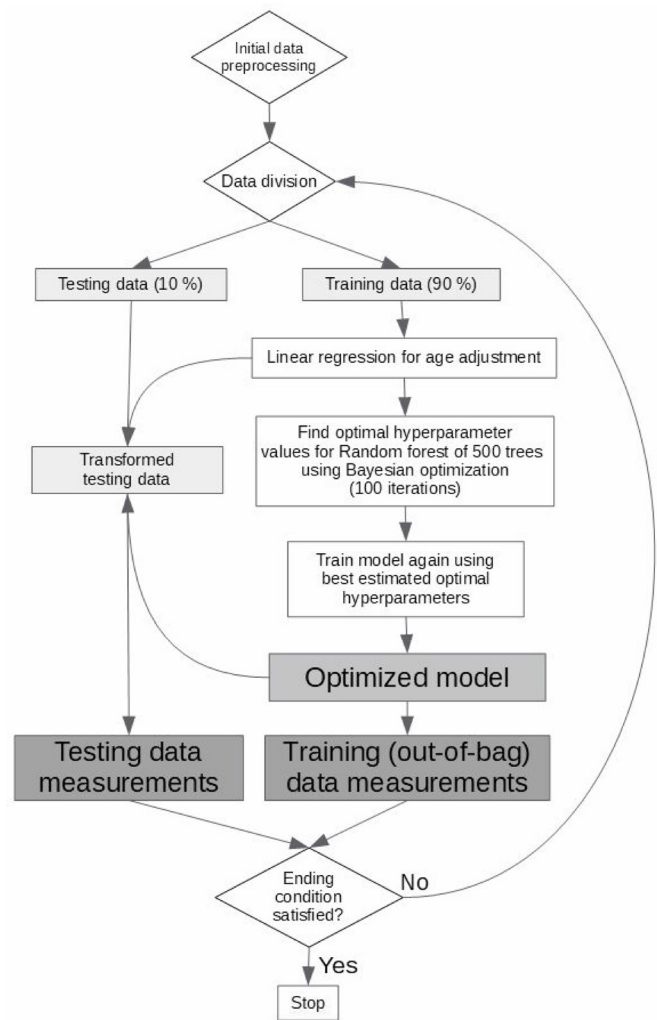 Initial data
preprocessing
Data division
Testing data (10 %)
Training data (90 %)
Linear regression for age adjustment
Find optimal hyperparameter
values for Random forest of 500 trees
using Bayesian optimization
(100 iterations)
Transformed
testing data
Train model again using
best estimated optimal
hyperparameters
Optimized model
Testing data
measurements
Training (out-of-bag)
data measurements
Ending
condition
satisfied?
No
Yes
Stop